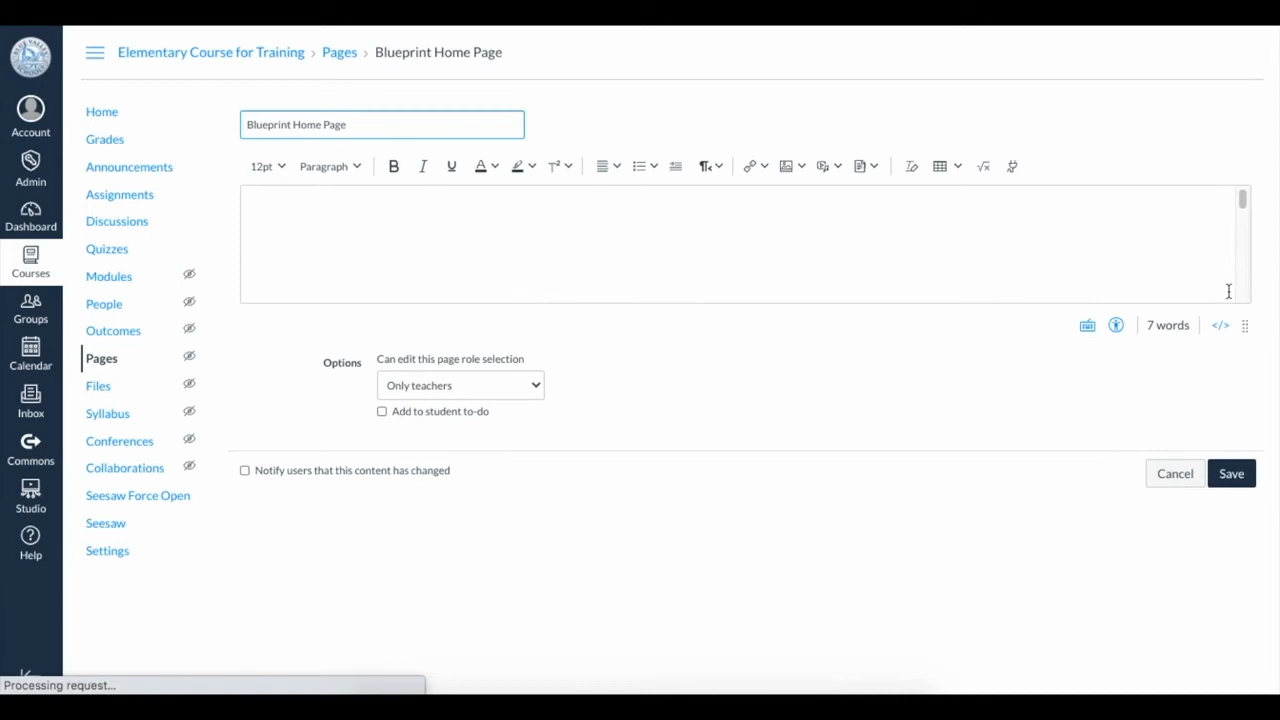 Elementary Course for Training > Pages > Blueprint Home Page
Account
Admin
Dashboard
Courses
Groups
Calendar
Inbox
Commons
Studio
Help
Home
Grades
Announcements
Assignments
Discussions
Quizzes
Modules
People
Outcomes
Pages
Files
Syllabus
Conferences
Collaborations
Seesaw Force Open
Seesaw
Settings
Blueprint Home Page
12pt Paragraph B I U A T²
7 words </>
Options
Can edit this page role selection
Only teachers
Add to student to-do
Notify users that this content has changed
Cancel Save
Processing request...